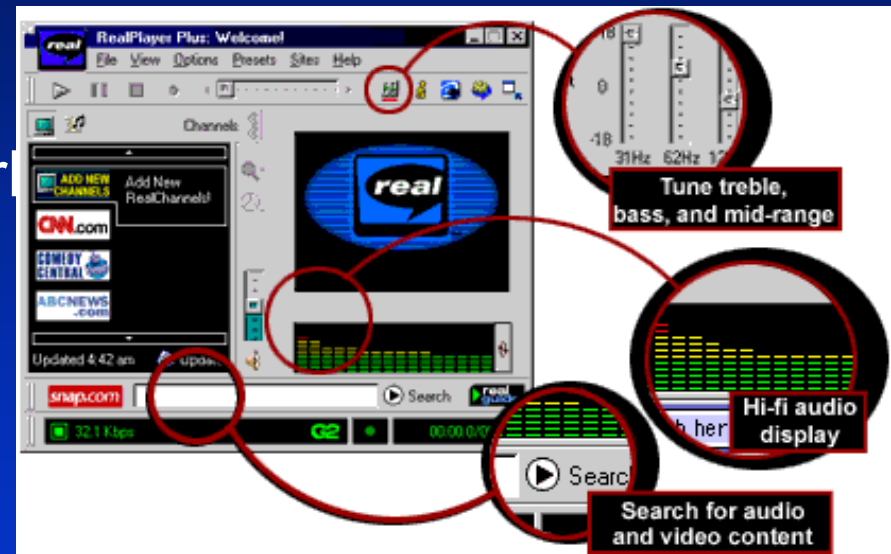 real
RealPlayer Plus: Welcome!
File View Options Presets Sites Help
Channels
ADD NEW CHANNELS
Add New RealChannels!
CNN.com
COMEDY CENTRAL
ABCNEWS.com
Updated 4:42 am
real
snap.com
Search
real guide
32.1 Kbps
G2
0
-18
31Hz 62Hz
Tune treble,
bass, and mid-range
Hi-fi audio
display
Search for audio
and video content